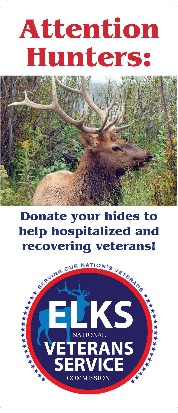 Attention
Hunters:
Donate your hides to
help hospitalized and
recovering veterans!
SERVING OUR NATION'S VETERANS
ELKS
NATIONAL
VETERANS
SERVICE
COMMISSION